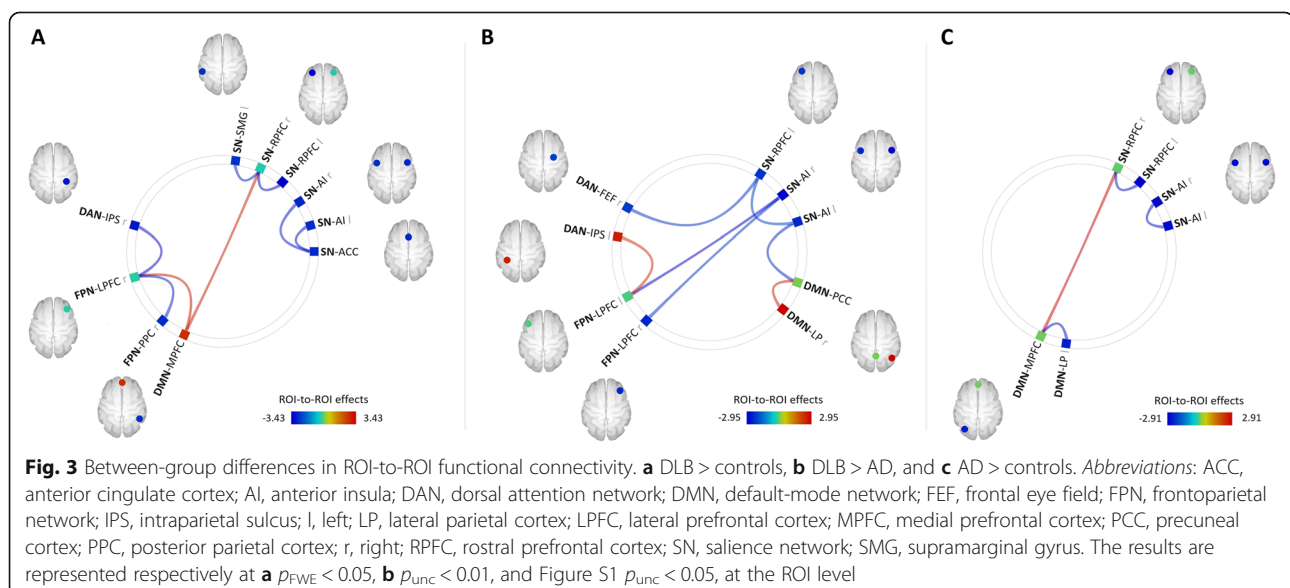 A
SN-SMG l
SN-RPFC r
SN-RPFC l
SN-AI r
SN-AI l
SN-ACC
DAN-IPS r
FPN-LPFC r
FPN-PPC r
DMN-MPFC
ROI-to-ROI effects
-3.43 3.43
B
SN-RPFC l
SN-AI r
SN-AI l
DMN-PCC
DMN-LP r
DAN-FEF r
DAN-IPS l
FPN-LPFC l
FPN-LPFC r
ROI-to-ROI effects
-2.95 2.95
C
SN-RPFC r
SN-RPFC l
SN-AI r
SN-AI l
DMN-MPFC
DMN-LP l
ROI-to-ROI effects
-2.91 2.91
Fig. 3 Between-group differences in ROI-to-ROI functional connectivity. a DLB > controls, b DLB > AD, and c AD > controls. Abbreviations: ACC,
anterior cingulate cortex; AI, anterior insula; DAN, dorsal attention network; DMN, default-mode network; FEF, frontal eye field; FPN, frontoparietal
network; IPS, intraparietal sulcus; l, left; LP, lateral parietal cortex; LPFC, lateral prefrontal cortex; MPFC, medial prefrontal cortex; PCC, precuneal
cortex; PPC, posterior parietal cortex; r, right; RPFC, rostral prefrontal cortex; SN, salience network; SMG, supramarginal gyrus. The results are
represented respectively at a pFWE < 0.05, b punc < 0.01, and Figure S1 punc < 0.05, at the ROI level